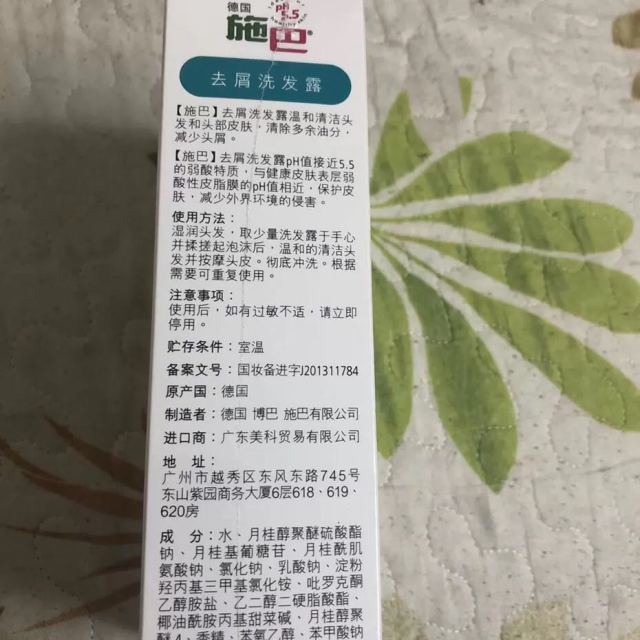 德国
pH
5.5
施巴®
去屑洗发露
【施巴】去屑洗发露温和清洁头
发和头部皮肤，清除多余油分，
减少头屑。
【施巴】去屑洗发露pH值接近5.5
的弱酸特质，与健康皮肤表层弱
酸性皮脂膜的pH值相近，保护皮
肤，减少外界环境的侵害。
使用方法：
湿润头发，取少量洗发露于手心
并揉搓起泡沫后，温和的清洁头
发并按摩头皮。彻底冲洗。根据
需要可重复使用。
注意事项：
使用后，如有过敏不适，请立即
停用。
贮存条件：室温
备案文号：国妆备进字J201311784
原产国：德国
制造者：德国 博巴 施巴有限公司
进口商：广东美科贸易有限公司
地 址：
广州市越秀区东风东路745号
东山紫园商务大厦6层618、619、
620房
成 分：水、月桂醇聚醚硫酸酯
钠、月桂基葡糖苷、月桂酰肌
氨酸钠、氯化钠、乳酸钠、淀粉
羟丙基三甲基氯化铵、吡罗克酮
乙醇胺盐、乙二醇二硬脂酸酯、
椰油酰胺丙基甜菜碱、月桂醇聚
醚4、香精、苯氧乙醇、苯甲酸钠